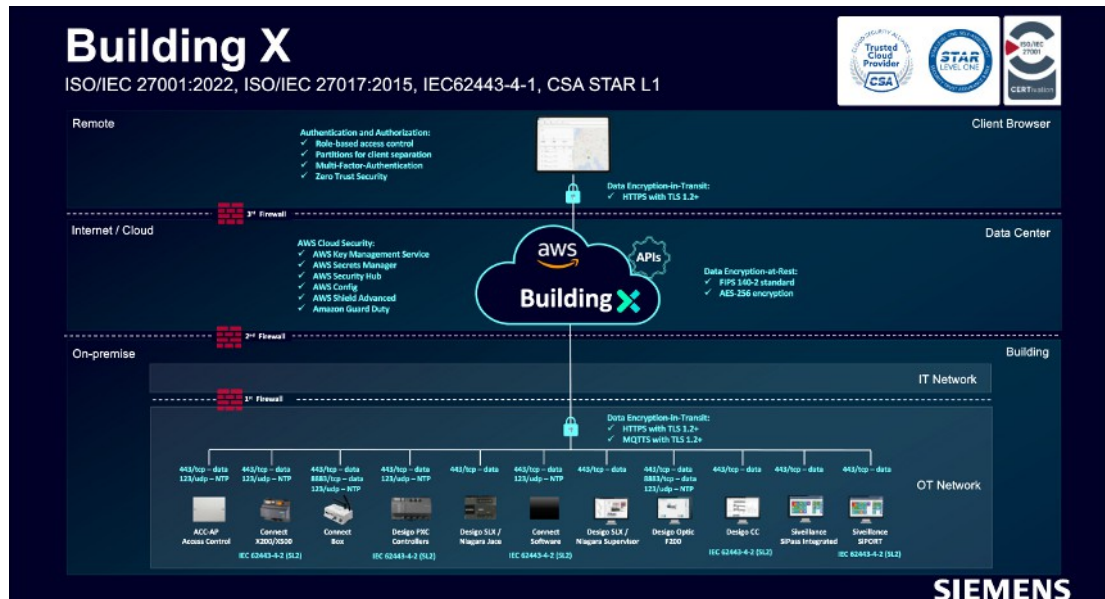 Building X
ISO/IEC 27001:2022, ISO/IEC 27017:2015, IEC62443-4-1, CSA STAR L1
CLOUD SECURITY ALLIANCE
Trusted
Cloud
Provider
CSA
STAR
LEVEL ONE
ISO/IEC
27001
CERTivation
Remote
Client Browser
Authentication and Authorization:
✓ Role-based access control
✓ Partitions for client separation
✓ Multi-Factor-Authentication
✓ Zero Trust Security
Data Encryption-in-Transit:
✓ HTTPS with TLS 1.2+
3rd Firewall
Internet / Cloud
Data Center
AWS Cloud Security:
✓ AWS Key Management Service
✓ AWS Secrets Manager
✓ AWS Security Hub
✓ AWS Config
✓ AWS Shield Advanced
✓ Amazon Guard Duty
aws
APIs
Building X
Data Encryption-at-Rest:
✓ FIPS 140-2 standard
✓ AES-256 encryption
2nd Firewall
On-premise
Building
IT Network
1st Firewall
Data Encryption-in-Transit:
✓ HTTPS with TLS 1.2+
✓ MQTTS with TLS 1.2+
OT Network
443/tcp – data
123/udp – NTP
ACC-AP
Access Control
443/tcp – data
123/udp – NTP
Connect
X200/X300
IEC 62443-4-2 (SL2)
443/tcp – data
8883/tcp – data
123/udp – NTP
Connect
Box
443/tcp – data
123/udp – NTP
Desigo PXC
Controllers
IEC 62443-4-2 (SL2)
443/tcp – data
Desigo SLX /
Niagara Jace
443/tcp – data
123/udp – NTP
Connect
Software
IEC 62443-4-2 (SL2)
443/tcp – data
Desigo SLX /
Niagara Supervisor
443/tcp – data
8883/tcp – data
123/udp – NTP
Desigo Optic
F200
443/tcp – data
Desigo CC
IEC 62443-4-2 (SL2)
443/tcp – data
Siveillance
SiPass Integrated
443/tcp – data
Siveillance
SiPORT
IEC 62443-4-2 (SL2)
SIEMENS